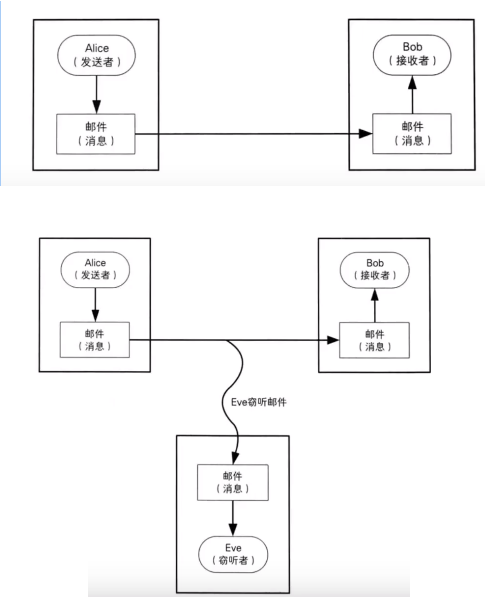 Alice
（发送者）
Bob
（接收者）
邮件
（消息）
邮件
（消息）
Alice
（发送者）
Bob
（接收者）
邮件
（消息）
邮件
（消息）
Eve窃听邮件
邮件
（消息）
Eve
（窃听者）